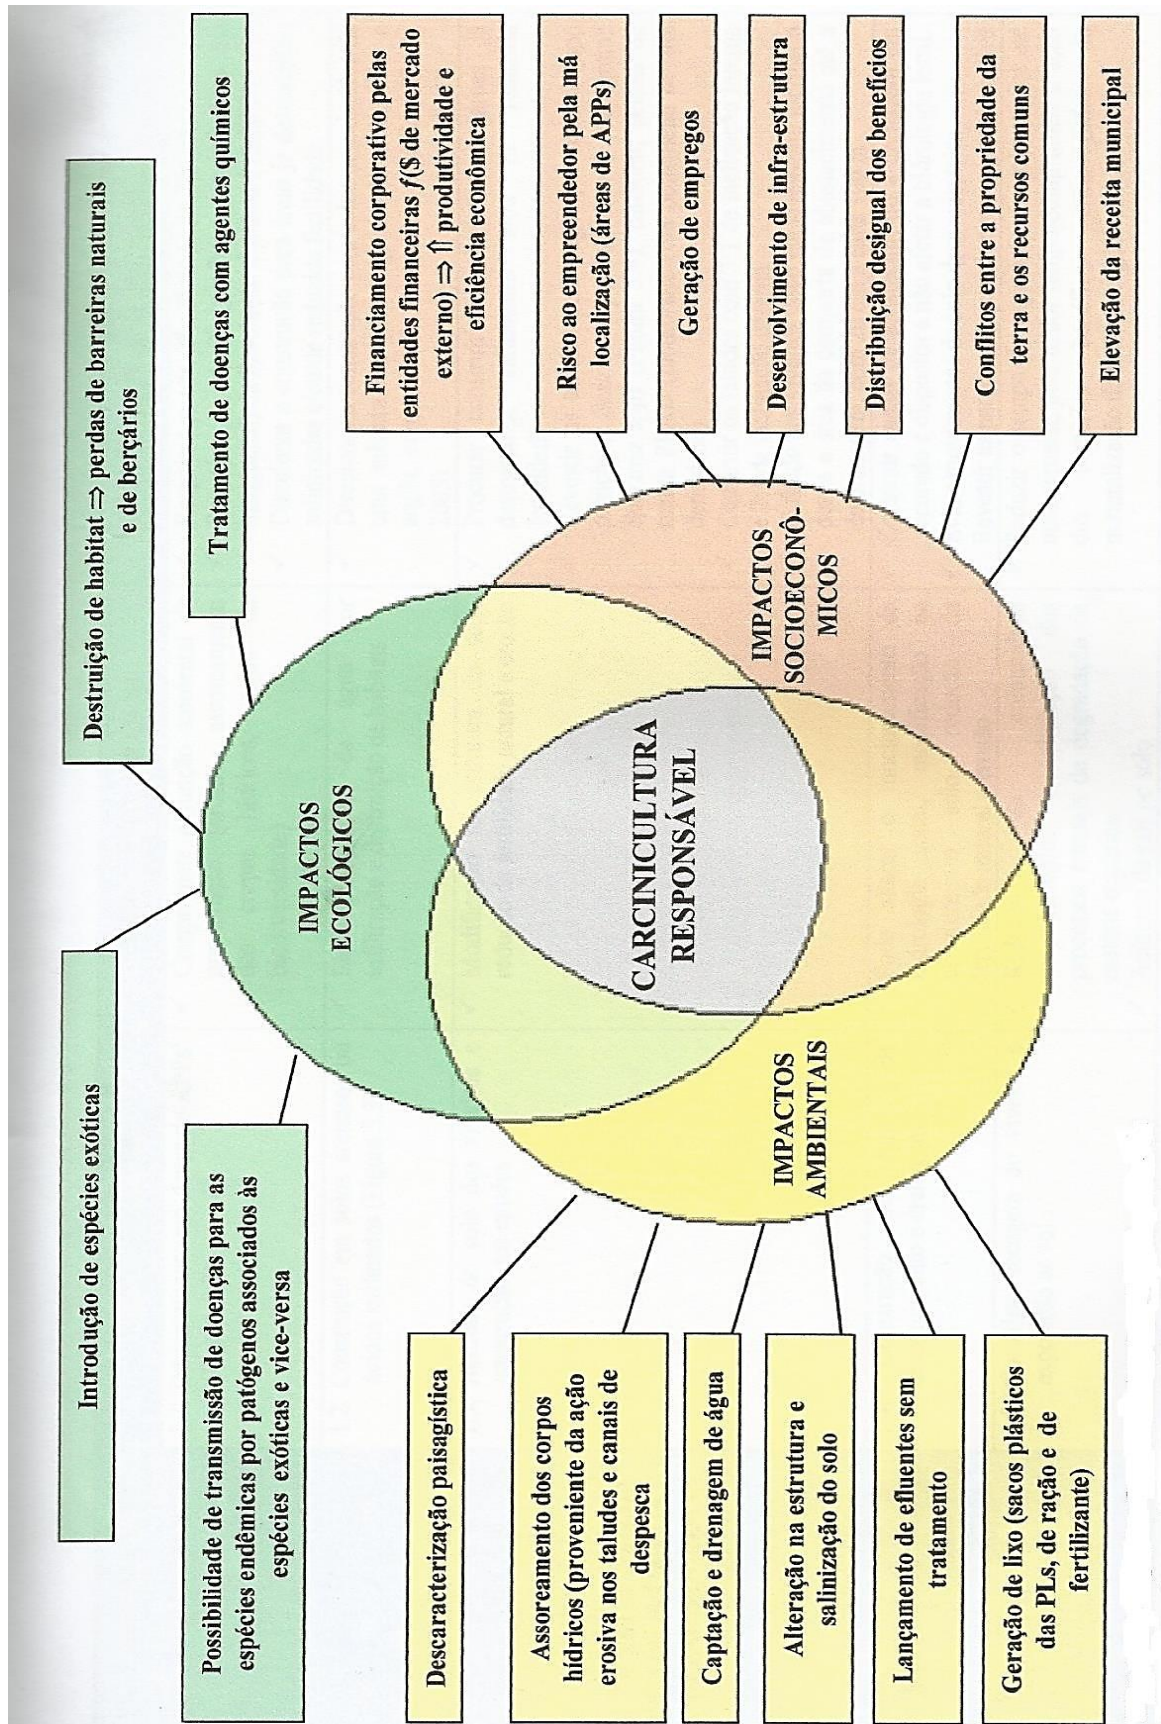 Introdução de espécies exóticas
Destruição de habitat ⇒ perdas de barreiras naturais
e de berçários
Possibilidade de transmissão de doenças para as
espécies endêmicas por patógenos associados às
espécies exóticas e vice-versa
Tratamento de doenças com agentes químicos
IMPACTOS
ECOLÓGICOS
Descaracterização paisagística
Assoreamento dos corpos
hídricos (proveniente da ação
erosiva nos taludes e canais de
despesca
Captação e drenagem de água
Alteração na estrutura e
salinização do solo
Lançamento de efluentes sem
tratamento
Geração de lixo (sacos plásticos
das PLs, de ração e de
fertilizante)
IMPACTOS
AMBIENTAIS
CARCINICULTURA
RESPONSÁVEL
IMPACTOS
SOCIOECONÔ-
MICOS
Financiamento corporativo pelas
entidades financeiras f($ de mercado
externo) ⇒ ⇑ produtividade e
eficiência econômica
Risco ao empreendedor pela má
localização (áreas de APPs)
Geração de empregos
Desenvolvimento de infra-estrutura
Distribuição desigual dos benefícios
Conflitos entre a propriedade da
terra e os recursos comuns
Elevação da receita municipal